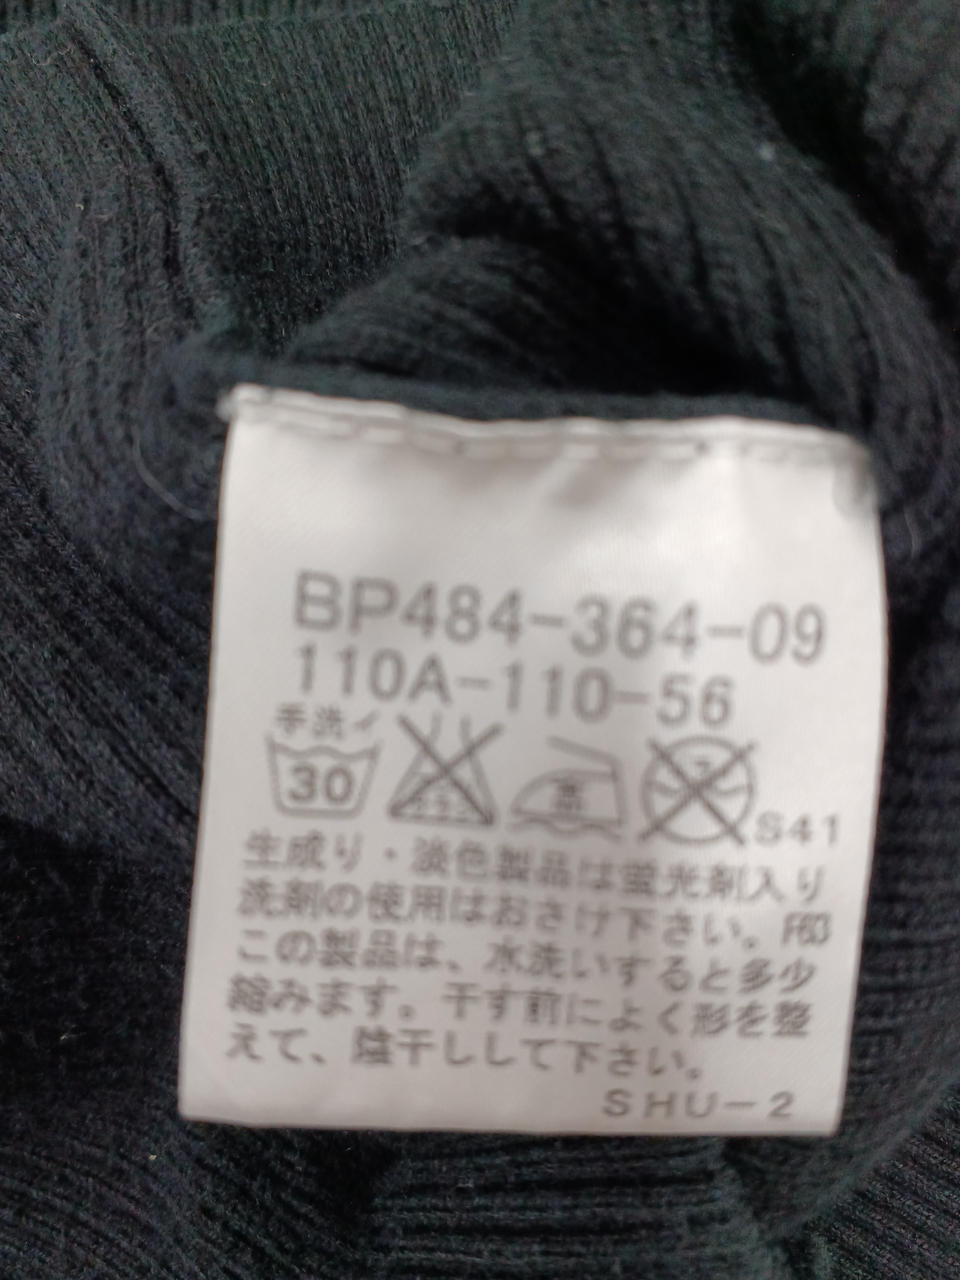 BP484-364-09
110A-110-56
手洗イ
30
高
S41
生成り・淡色製品は蛍光剤入り
洗剤の使用はおさけ下さい。F60
この製品は、水洗いすると多少
縮みます。干す前によく形を整
えて、陰干しして下さい。
SHU-2